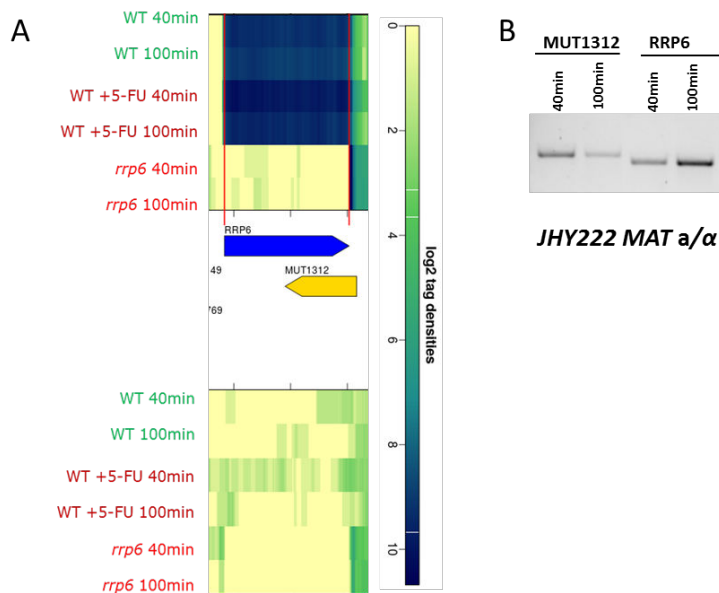 A
WT 40min
WT 100min
WT +5-FU 40min
WT +5-FU 100min
rrp6 40min
rrp6 100min
RRP6
49
MUT1312
769
WT 40min
WT 100min
WT +5-FU 40min
WT +5-FU 100min
rrp6 40min
rrp6 100min
0
2
4
6
8
10
log2 tag densities
B
MUT1312 RRP6
40min 100min 40min 100min
JHY222 MAT a/α